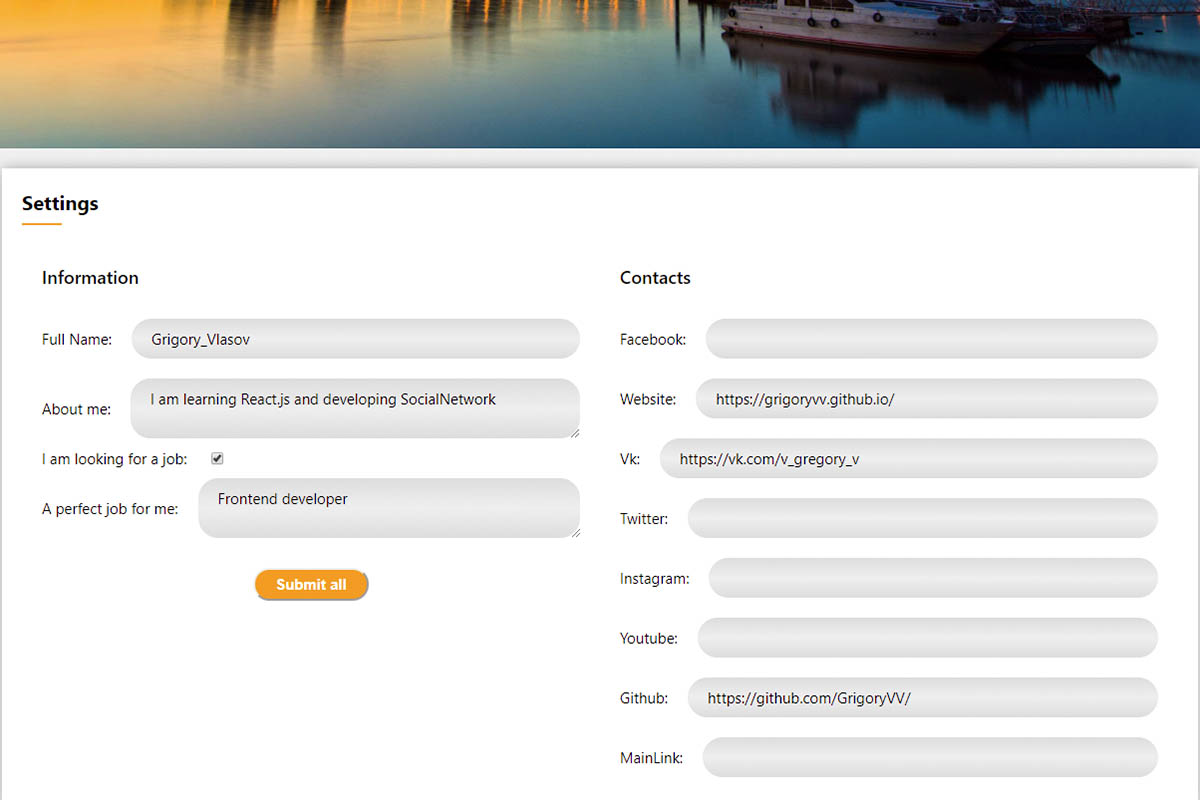 Settings
Information
Full Name: Grigory_Vlasov
About me: I am learning React.js and developing SocialNetwork
I am looking for a job:
A perfect job for me: Frontend developer
Submit all
Contacts
Facebook:
Website: https://grigoryvv.github.io/
Vk: https://vk.com/v_gregory_v
Twitter:
Instagram:
Youtube:
Github: https://github.com/GrigoryVV/
MainLink: